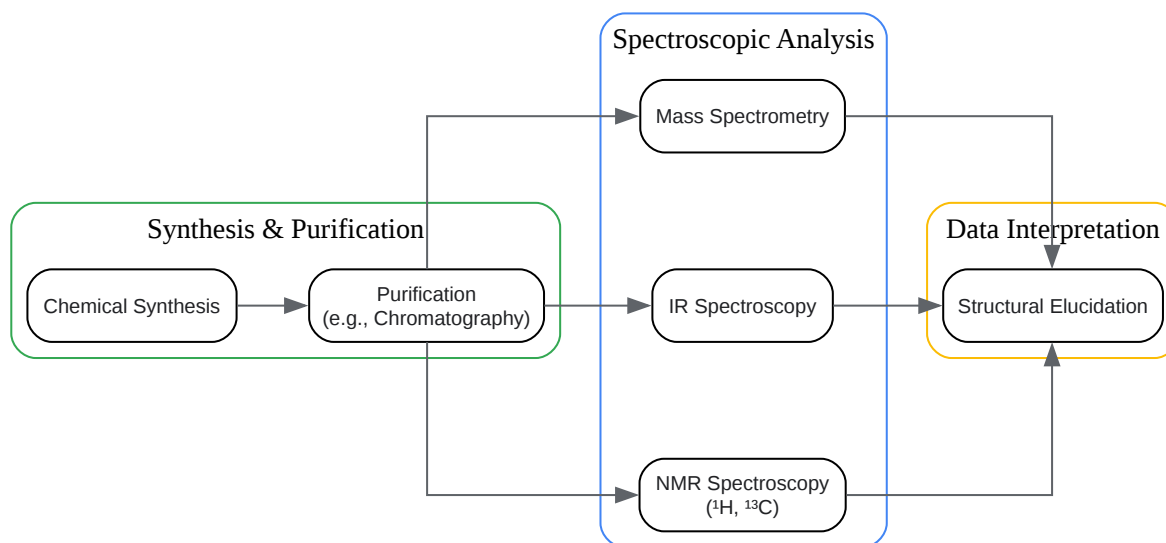 Spectroscopic Analysis
Mass Spectrometry
Synthesis & Purification
Data Interpretation
Chemical Synthesis
Purification
(e.g., Chromatography)
IR Spectroscopy
Structural Elucidation
NMR Spectroscopy
(¹H, ¹³C)